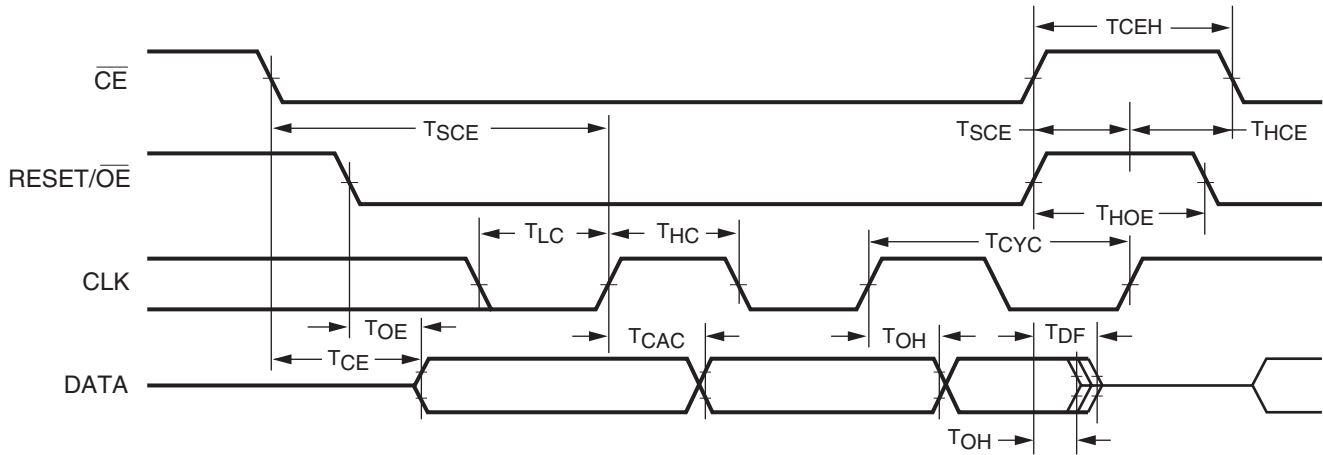 TCEH
CE
TSCE
TSCE
THCE
RESET/OE
TLC
THC
THOE
TCYC
CLK
TOE
TCAC
TOH
TDF
TCE
DATA
TOH